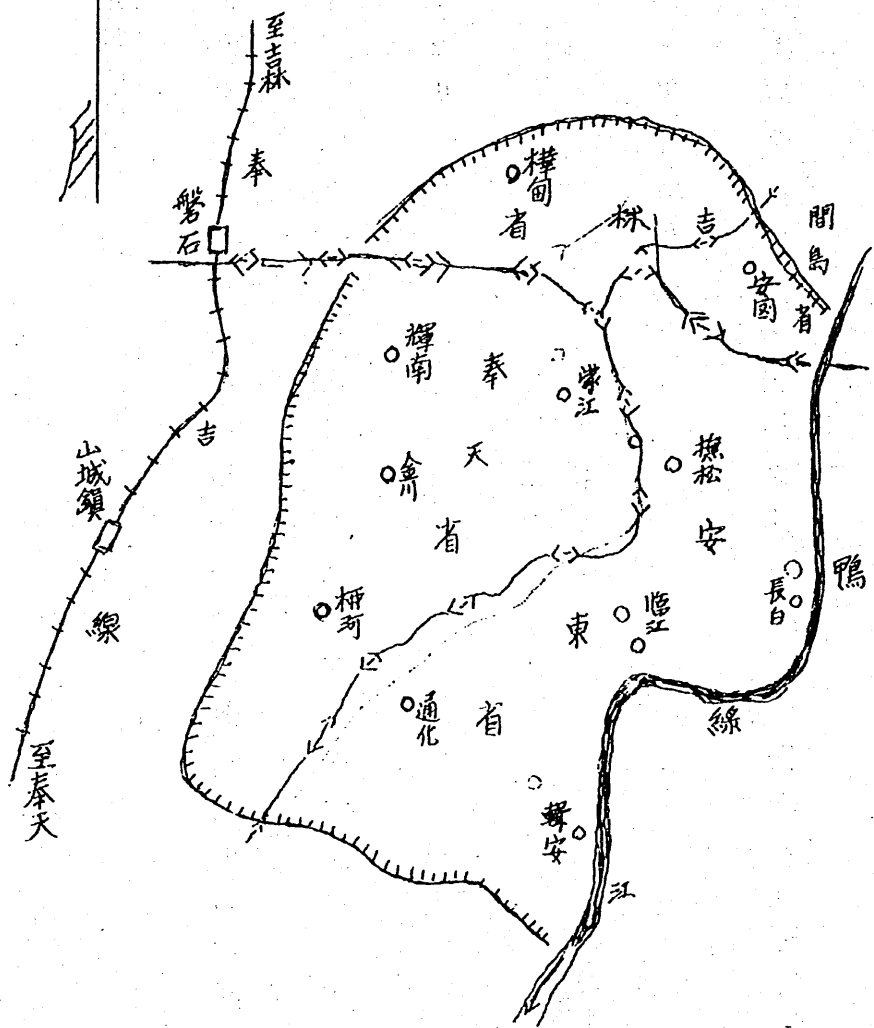 至吉林
奉
吉
線
至奉天
磐石
山城鎮
樺甸
吉
林
省
間島
省
安図
輝南
濛江
金川
奉
天
省
撫松
柳河
臨江
長白
通化
安
東
省
輯安
鴨
緑
江